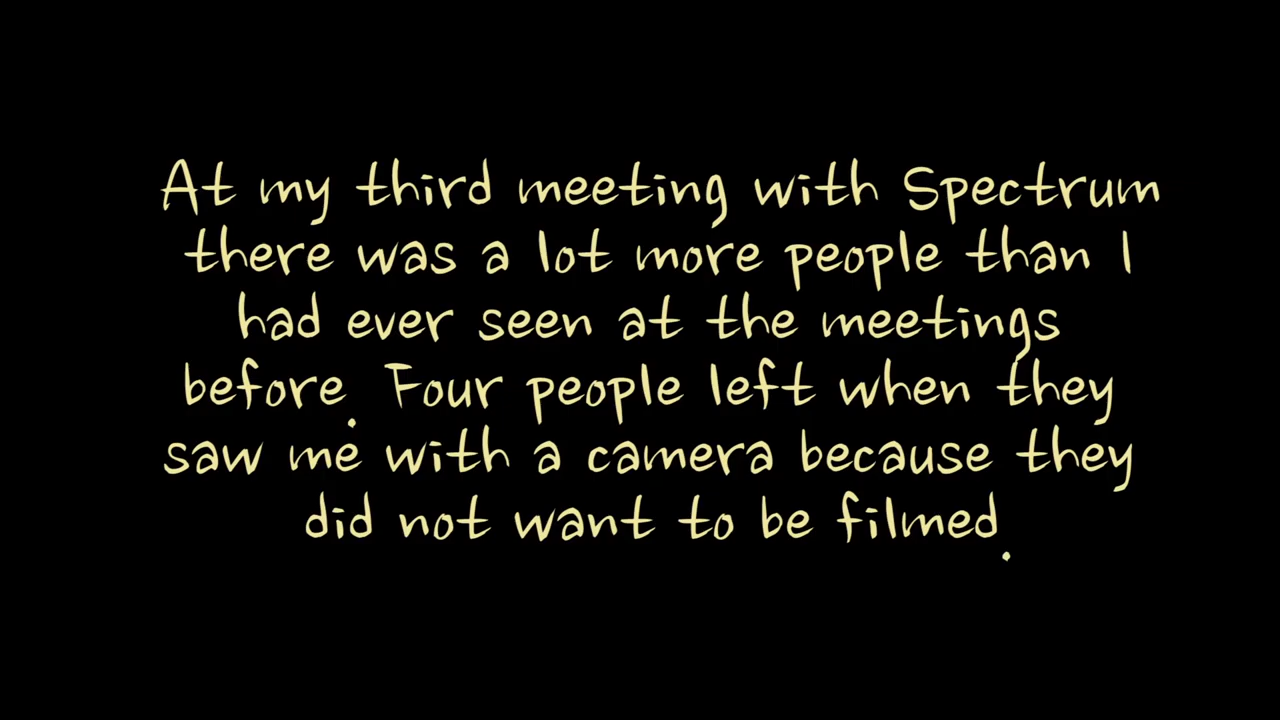 At my third meeting with Spectrum
there was a lot more people than I
had ever seen at the meetings
before. Four people left when they
saw me with a camera because they
did not want to be filmed.